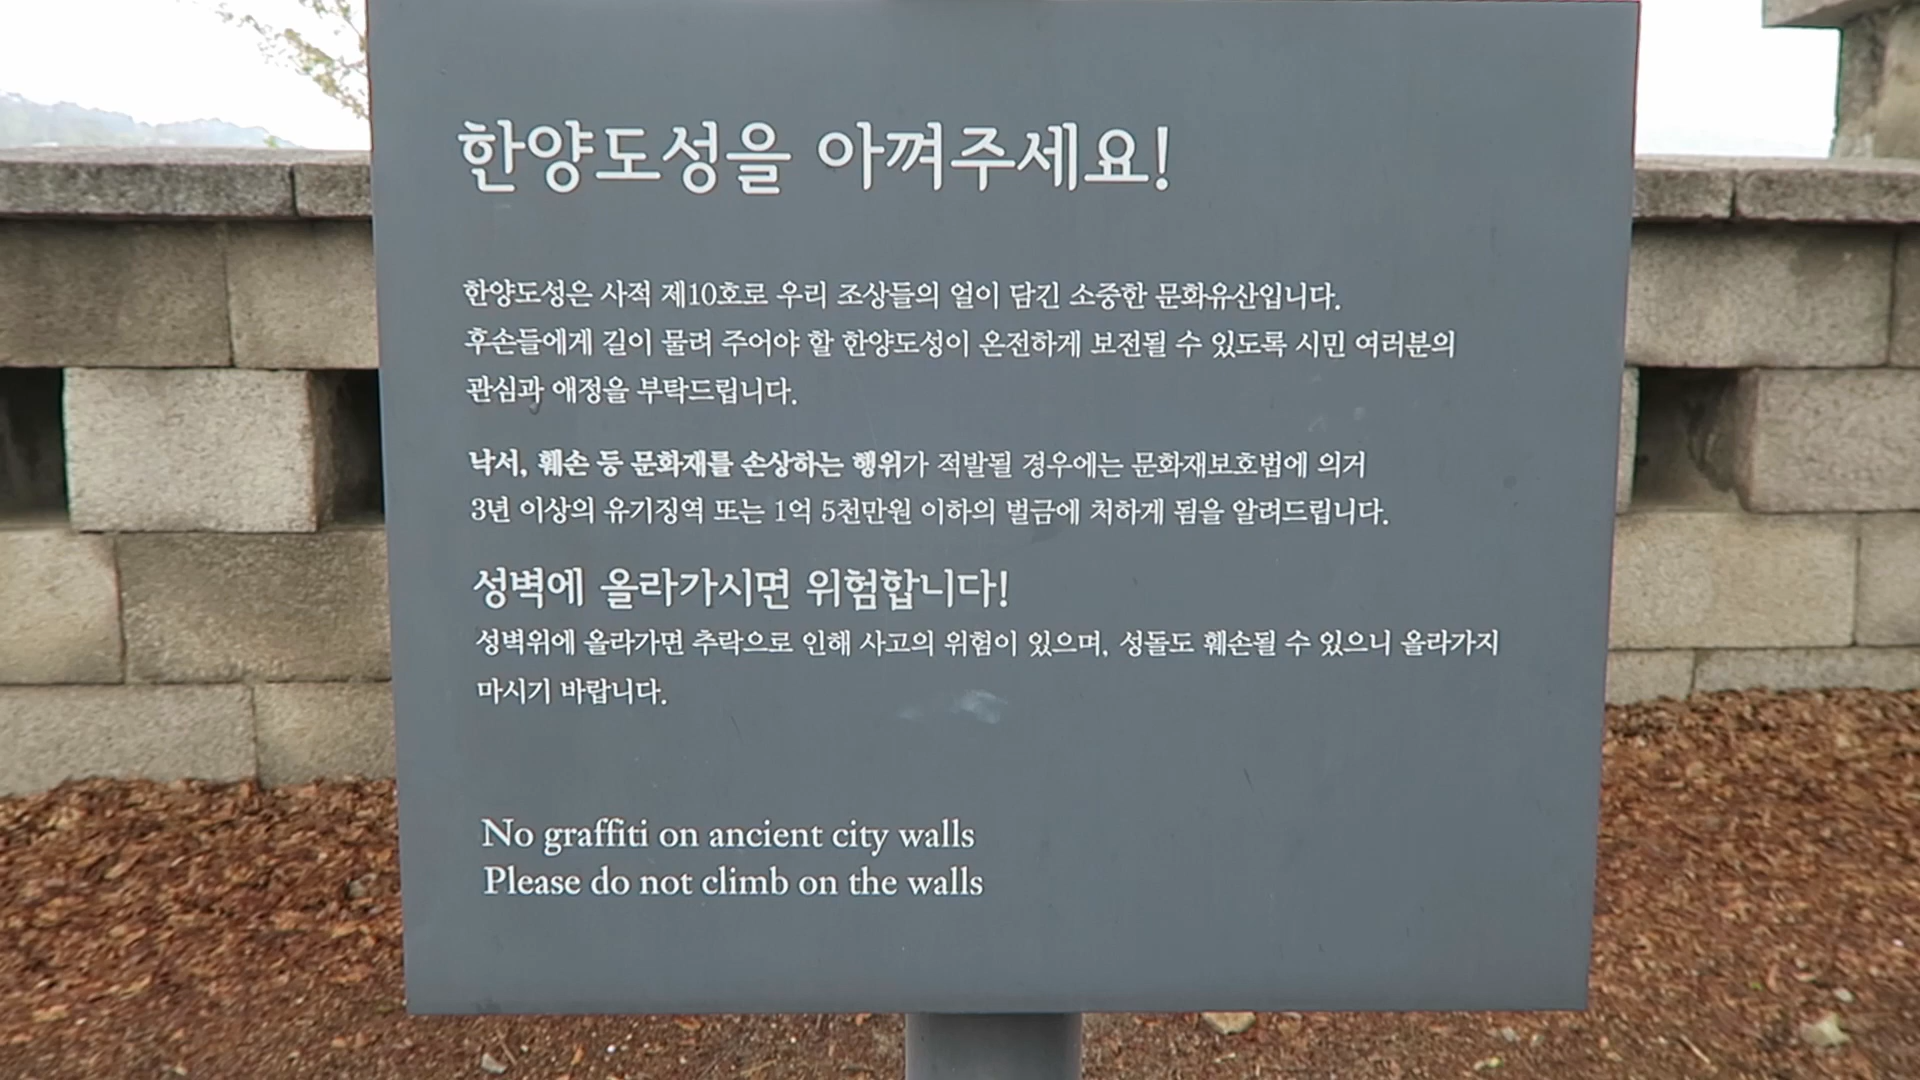 한양도성을 아껴주세요!
한양도성은 사적 제10호로 우리 조상들의 얼이 담긴 소중한 문화유산입니다.
후손들에게 길이 물려 주어야 할 한양도성이 온전하게 보전될 수 있도록 시민 여러분의
관심과 애정을 부탁드립니다.
낙서, 훼손 등 문화재를 손상하는 행위가 적발될 경우에는 문화재보호법에 의거
3년 이상의 유기징역 또는 1억 5천만원 이하의 벌금에 처하게 됨을 알려드립니다.
성벽에 올라가시면 위험합니다!
성벽위에 올라가면 추락으로 인해 사고의 위험이 있으며, 성돌도 훼손될 수 있으니 올라가지
마시기 바랍니다.
No graffiti on ancient city walls
Please do not climb on the walls